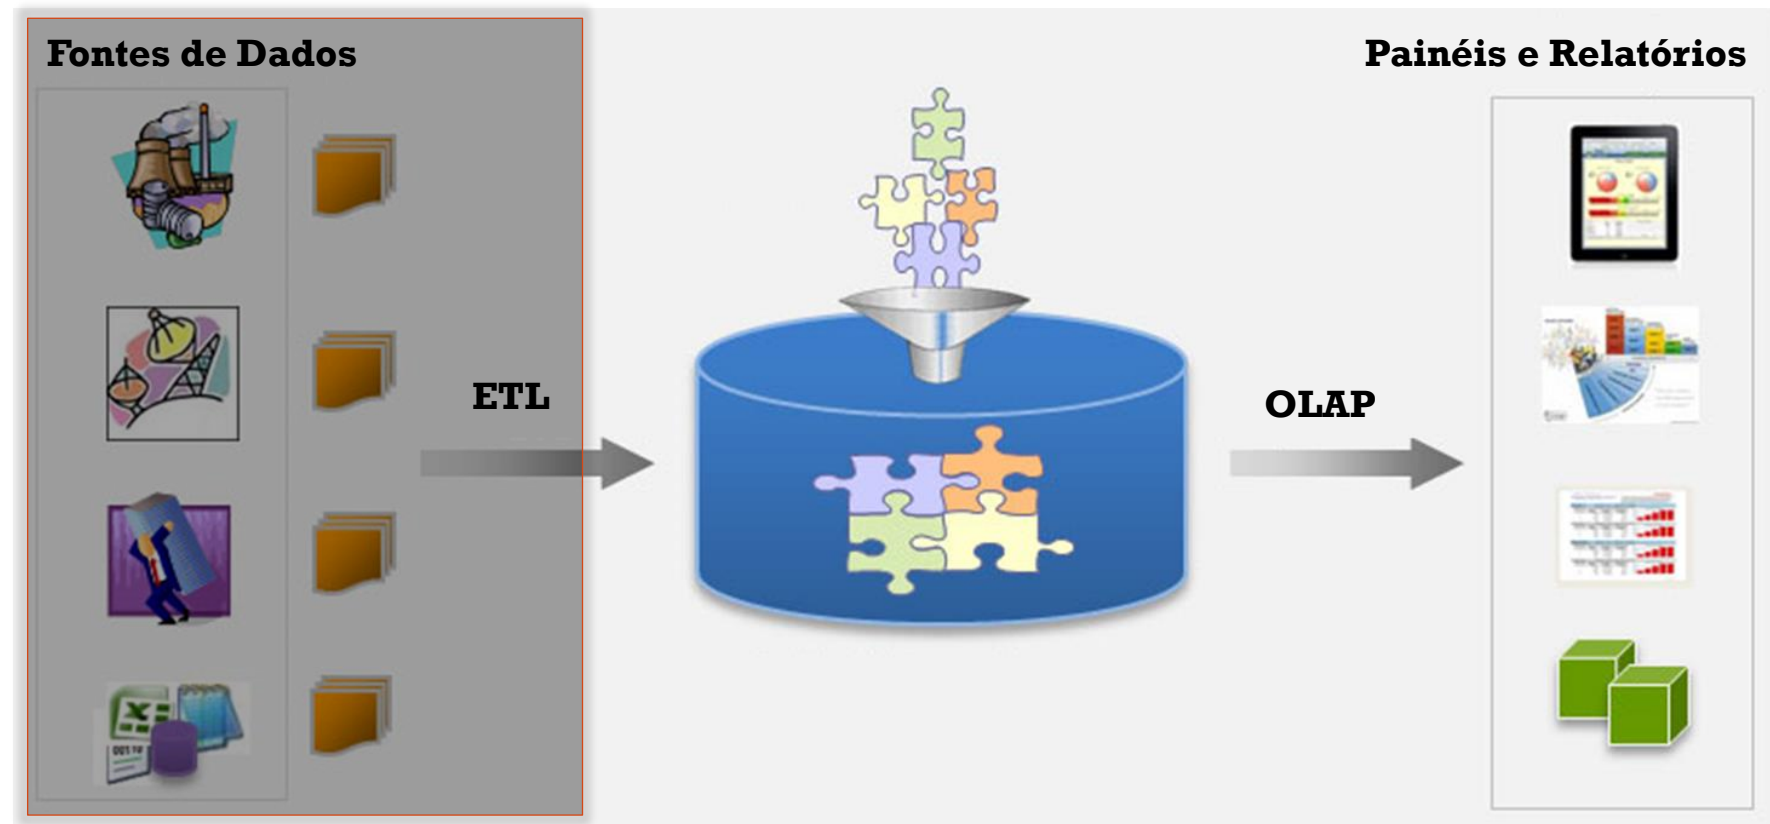 Fontes de Dados
Painéis e Relatórios
ETL
OLAP